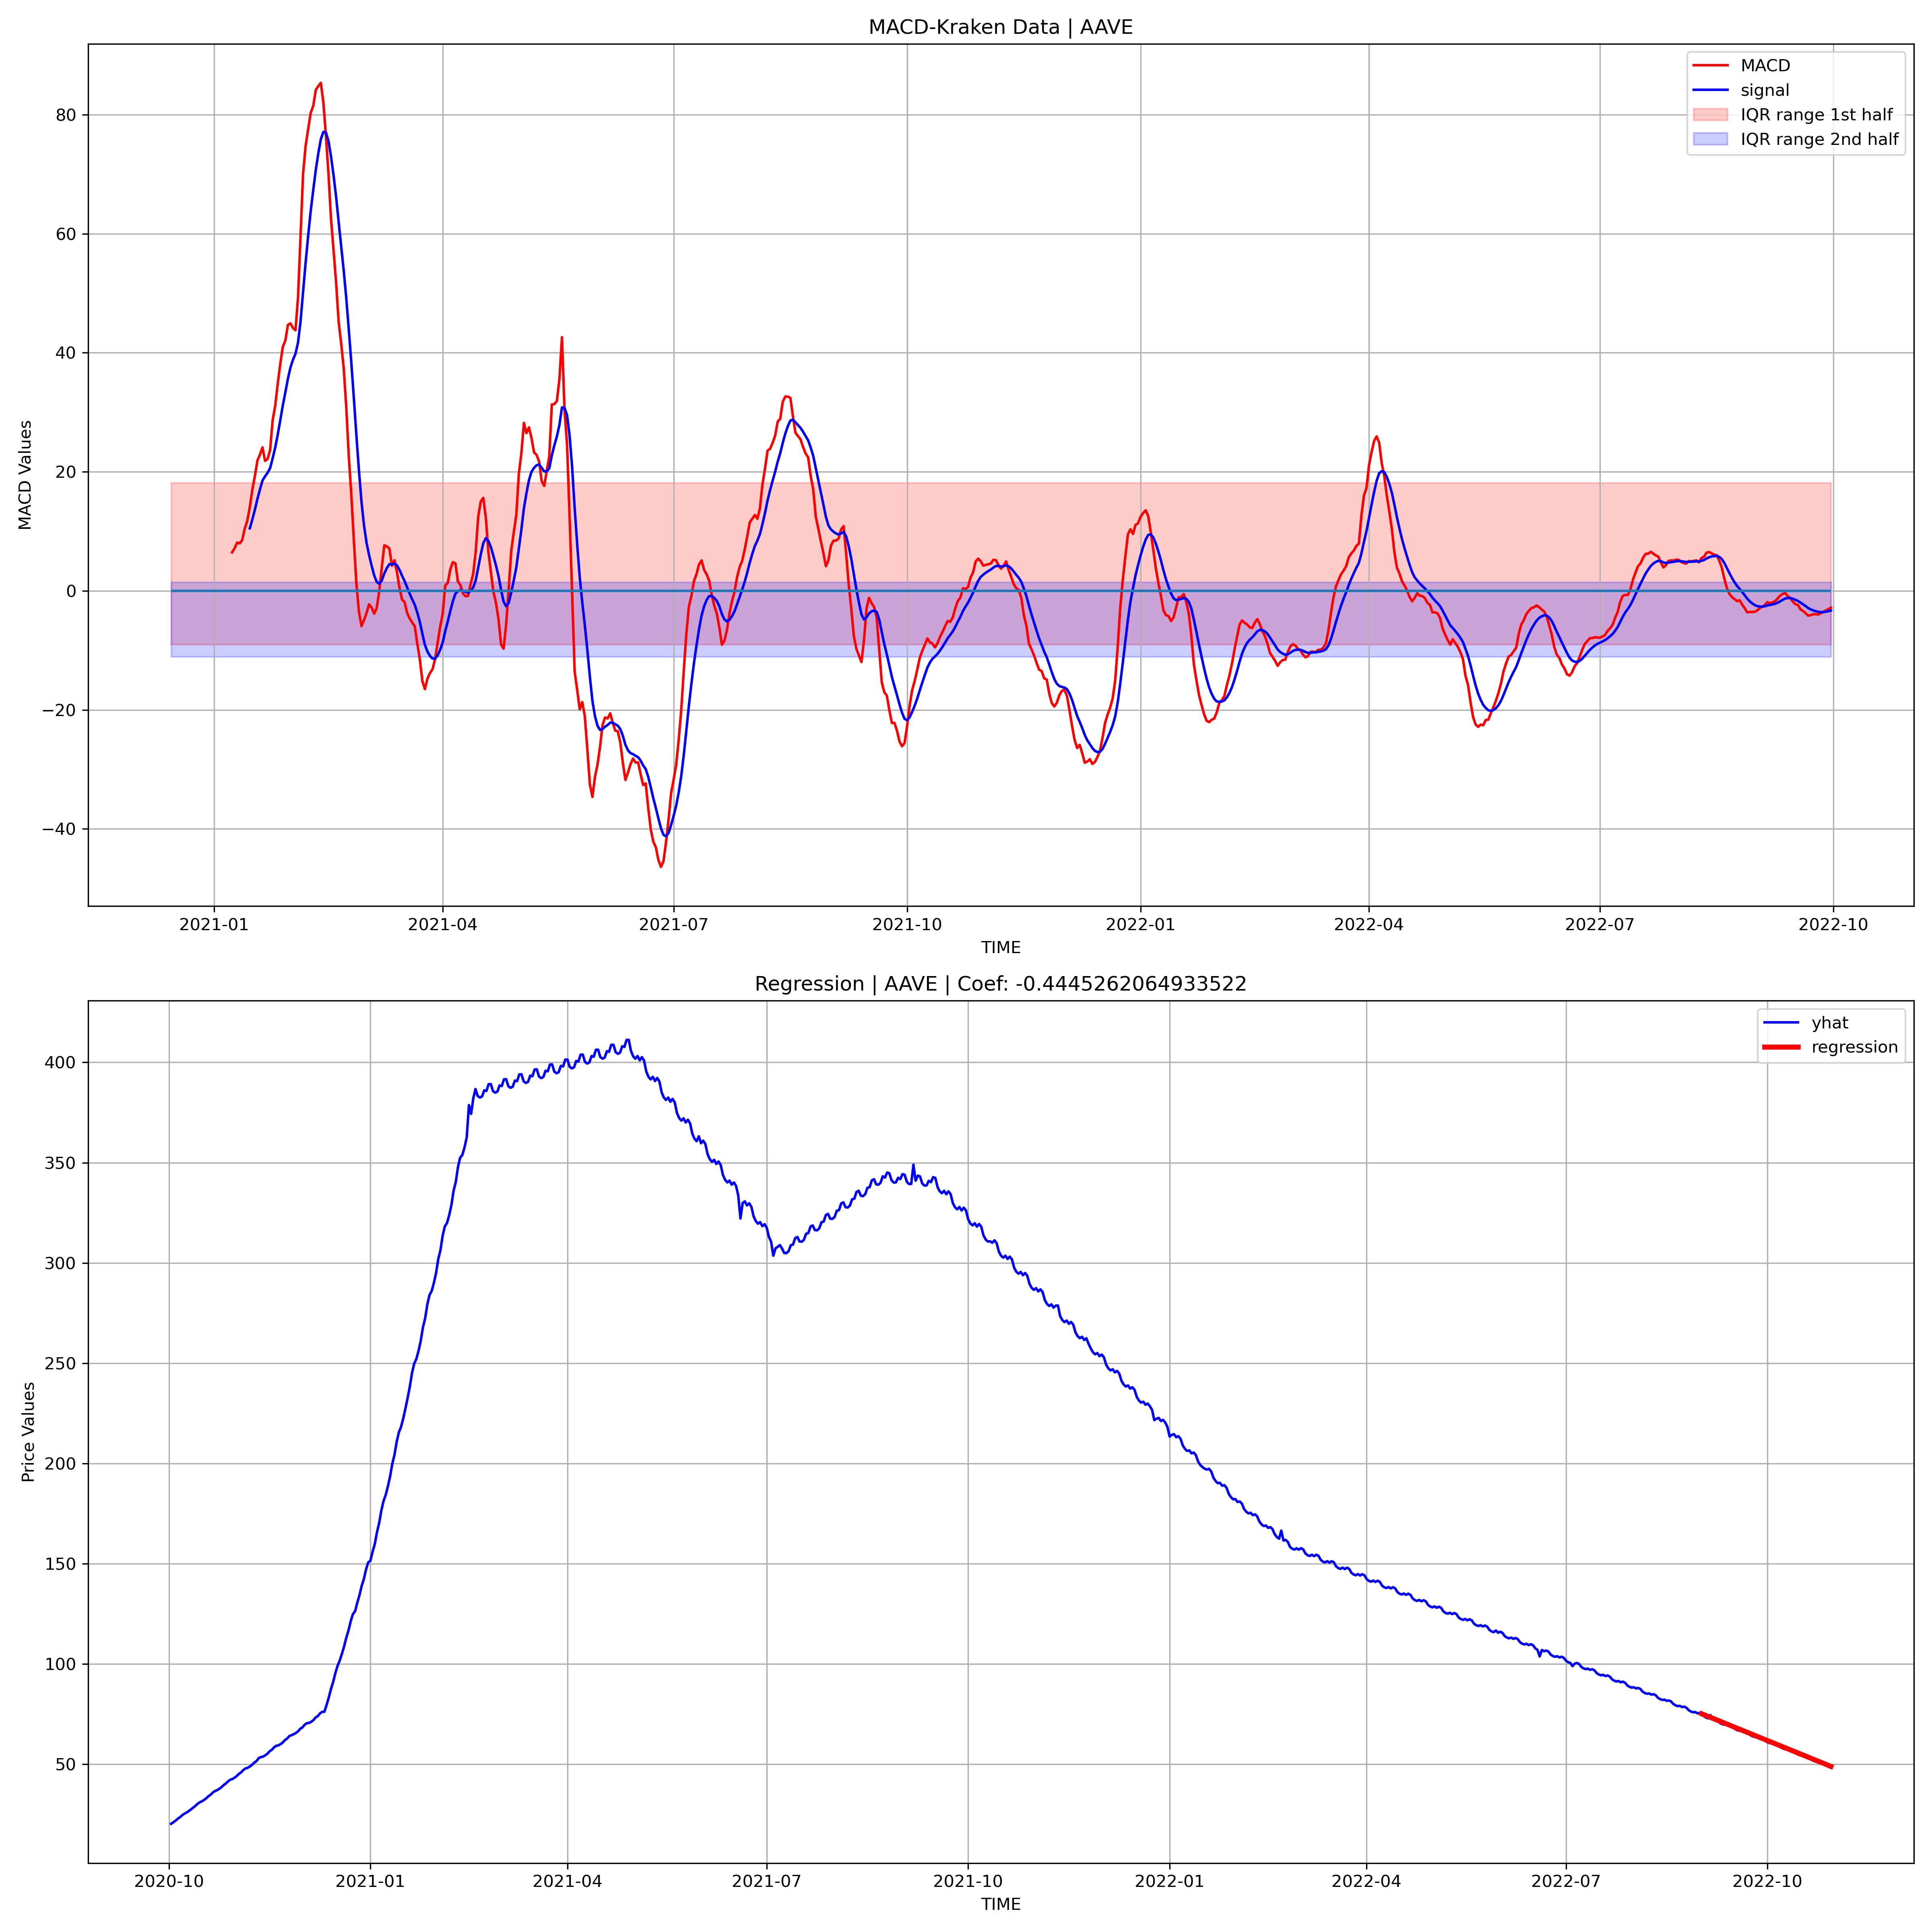 MACD-Kraken Data | AAVE
MACD
signal
IQR range 1st half
IQR range 2nd half
80
60
40
20
0
−20
−40
MACD Values
2021-01 2021-04 2021-07 2021-10 2022-01 2022-04 2022-07 2022-10
TIME
Regression | AAVE | Coef: -0.4445262064933522
yhat
regression
400
350
300
250
200
150
100
50
Price Values
2020-10 2021-01 2021-04 2021-07 2021-10 2022-01 2022-04 2022-07 2022-10
TIME